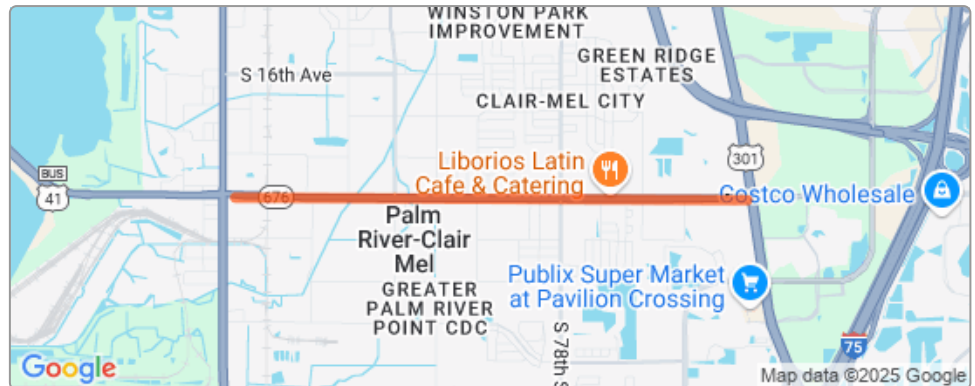 WINSTON PARK
IMPROVEMENT
GREEN RIDGE
ESTATES
S 16th Ave
CLAIR-MEL CITY
301
BUS
41
Liborios Latin
Cafe & Catering
676
Costco Wholesale
Palm
River-Clair
Mel
GREATER
PALM RIVER
POINT CDC
Publix Super Market
at Pavilion Crossing
S 78th S
75
Google
Map data ©2025 Google